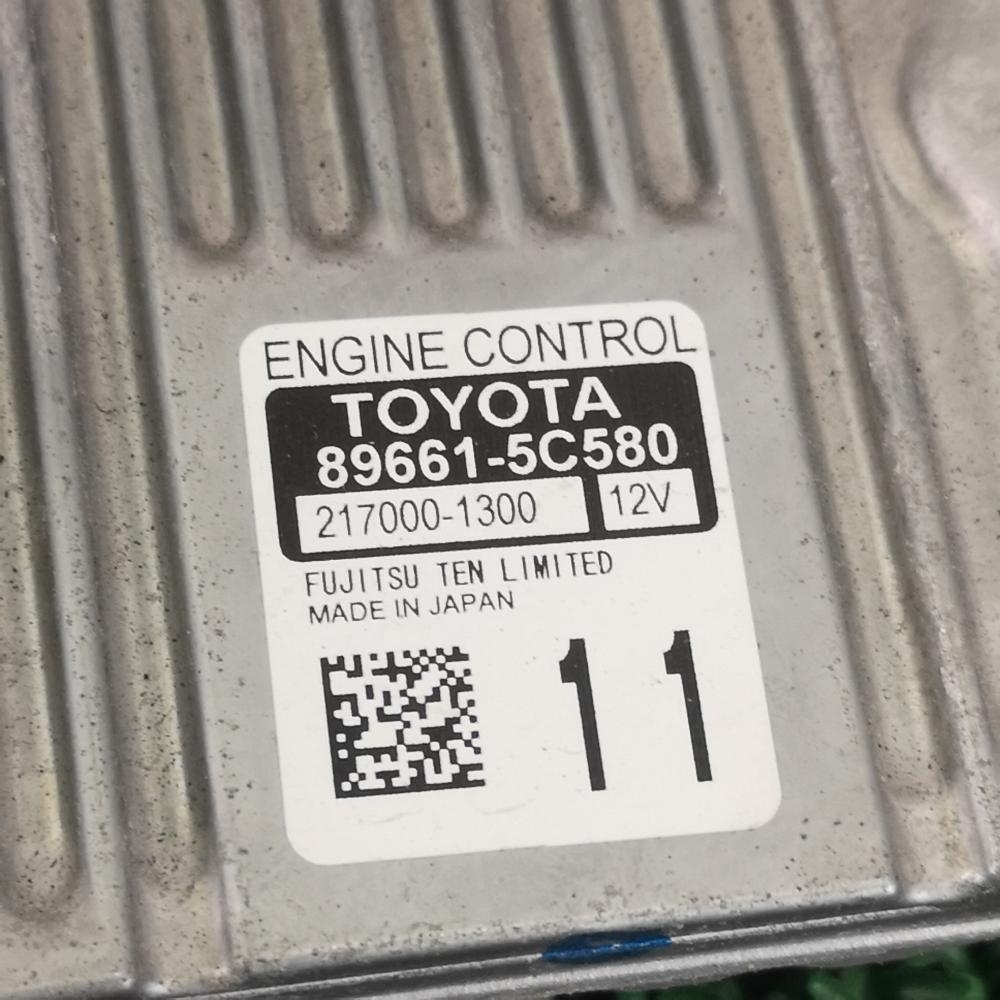 ENGINE CONTROL
TOYOTA
89661-5C580
217000-1300 12V
FUJITSU TEN LIMITED
MADE IN JAPAN
11